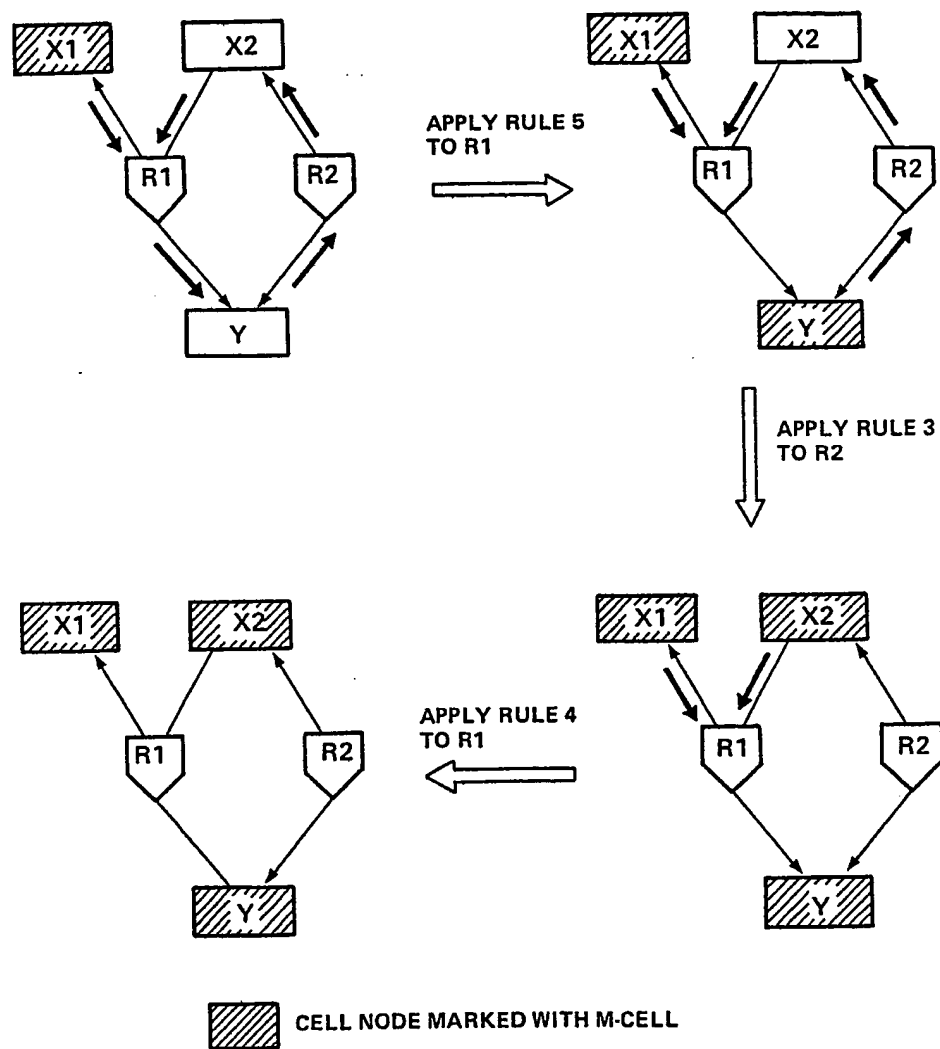 X1
X2
R1
R2
Y
APPLY RULE 5
TO R1
X1
X2
R1
R2
Y
APPLY RULE 3
TO R2
X1
X2
R1
R2
Y
APPLY RULE 4
TO R1
X1
X2
R1
R2
Y
CELL NODE MARKED WITH M-CELL